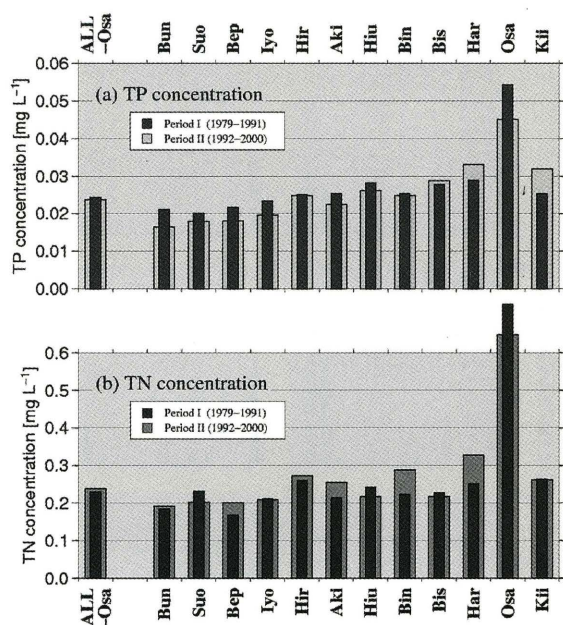 ALL
–Osa
Bun
Suo
Bep
Iyo
Hir
Aki
Hiu
Bin
Bis
Har
Osa
Kii
0.06
0.05
0.04
0.03
0.02
0.01
0.00
TP concentration [mg L⁻¹]
(a) TP concentration
Period I (1979–1991)
Period II (1992–2000)
0.6
0.5
0.4
0.3
0.2
0.1
0.0
TN concentration [mg L⁻¹]
(b) TN concentration
Period I (1979–1991)
Period II (1992–2000)
ALL
–Osa
Bun
Suo
Bep
Iyo
Hir
Aki
Hiu
Bin
Bis
Har
Osa
Kii